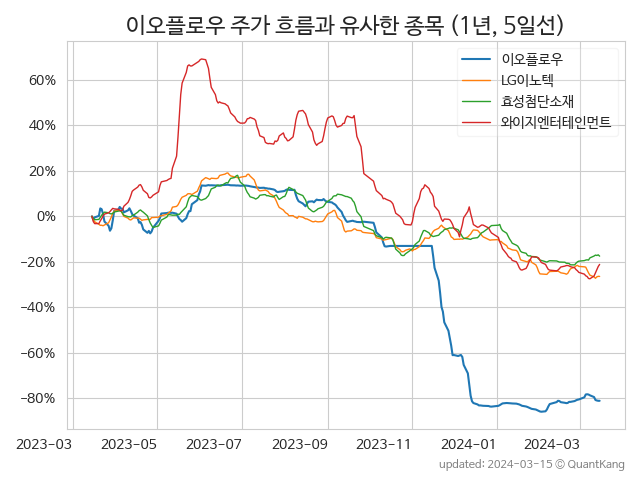 이오플로우 주가 흐름과 유사한 종목 (1년, 5일선)
이오플로우
LG이노텍
효성첨단소재
와이지엔터테인먼트
60%
40%
20%
0%
−20%
−40%
−60%
−80%
2023-03 2023-05 2023-07 2023-09 2023-11 2024-01 2024-03
updated: 2024-03-15 © QuantKang